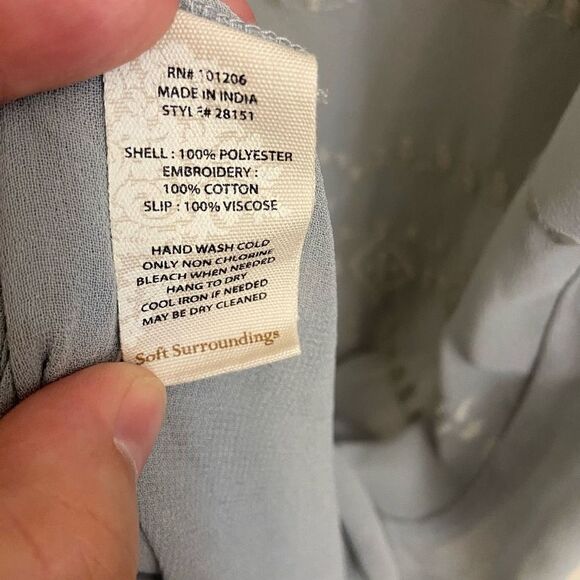 RN# 101206
MADE IN INDIA
STYLE# 28151
SHELL : 100% POLYESTER
EMBROIDERY :
100% COTTON
SLIP : 100% VISCOSE
HAND WASH COLD
ONLY NON CHLORINE
BLEACH WHEN NEEDED
HANG TO DRY
COOL IRON IF NEEDED
MAY BE DRY CLEANED
Soft Surroundings